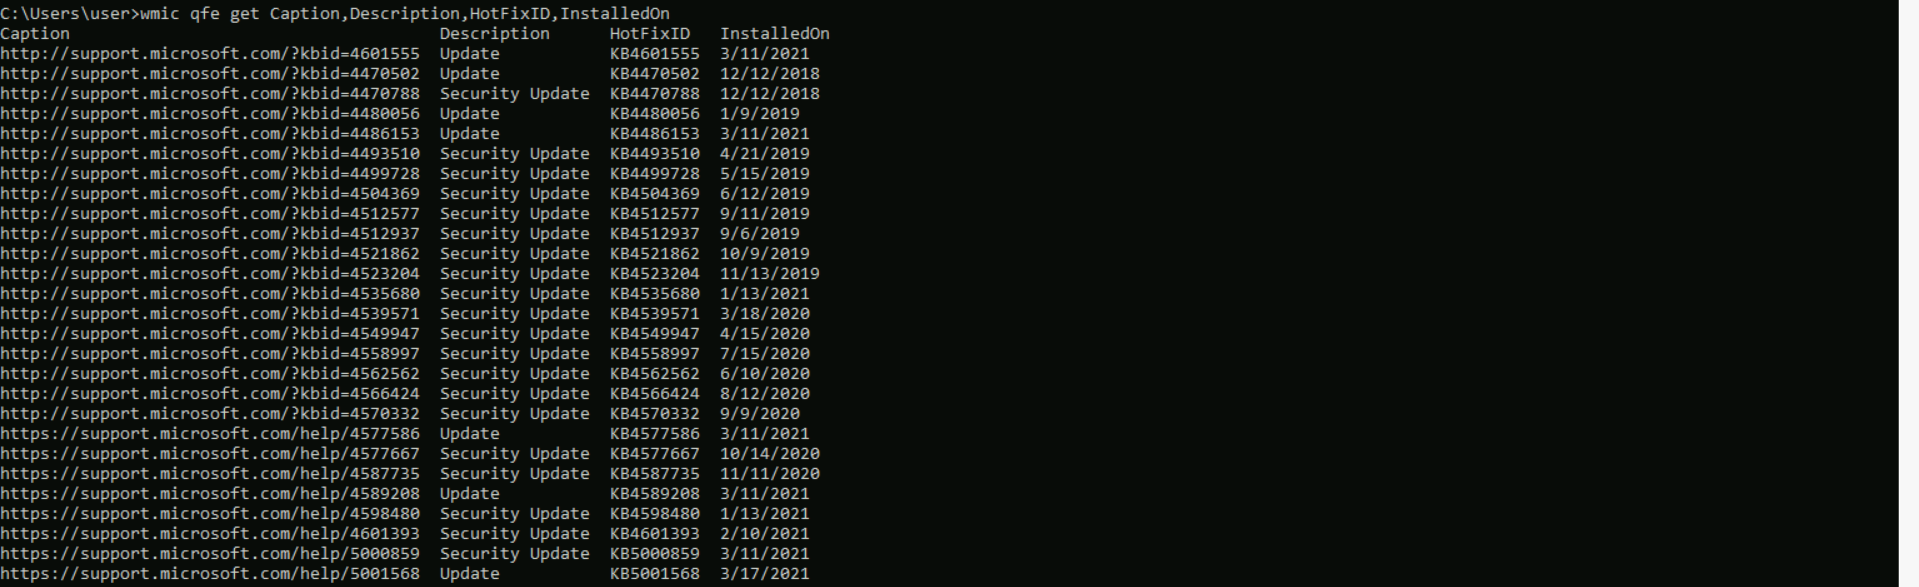 C:\Users\user>wmic qfe get Caption,Description,HotFixID,InstalledOn
Caption Description HotFixID InstalledOn
http://support.microsoft.com/?kbid=4601555 Update KB4601555 3/11/2021
http://support.microsoft.com/?kbid=4470502 Update KB4470502 12/12/2018
http://support.microsoft.com/?kbid=4470788 Security Update KB4470788 12/12/2018
http://support.microsoft.com/?kbid=4480056 Update KB4480056 1/9/2019
http://support.microsoft.com/?kbid=4486153 Update KB4486153 3/11/2021
http://support.microsoft.com/?kbid=4493510 Security Update KB4493510 4/21/2019
http://support.microsoft.com/?kbid=4499728 Security Update KB4499728 5/15/2019
http://support.microsoft.com/?kbid=4504369 Security Update KB4504369 6/12/2019
http://support.microsoft.com/?kbid=4512577 Security Update KB4512577 9/11/2019
http://support.microsoft.com/?kbid=4512937 Security Update KB4512937 9/6/2019
http://support.microsoft.com/?kbid=4521862 Security Update KB4521862 10/9/2019
http://support.microsoft.com/?kbid=4523204 Security Update KB4523204 11/13/2019
http://support.microsoft.com/?kbid=4535680 Security Update KB4535680 1/13/2021
http://support.microsoft.com/?kbid=4539571 Security Update KB4539571 3/18/2020
http://support.microsoft.com/?kbid=4549947 Security Update KB4549947 4/15/2020
http://support.microsoft.com/?kbid=4558997 Security Update KB4558997 7/15/2020
http://support.microsoft.com/?kbid=4562562 Security Update KB4562562 6/10/2020
http://support.microsoft.com/?kbid=4566424 Security Update KB4566424 8/12/2020
http://support.microsoft.com/?kbid=4570332 Security Update KB4570332 9/9/2020
https://support.microsoft.com/help/4577586 Update KB4577586 3/11/2021
https://support.microsoft.com/help/4577667 Security Update KB4577667 10/14/2020
https://support.microsoft.com/help/4587735 Security Update KB4587735 11/11/2020
https://support.microsoft.com/help/4589208 Update KB4589208 3/11/2021
https://support.microsoft.com/help/4598480 Security Update KB4598480 1/13/2021
https://support.microsoft.com/help/4601393 Security Update KB4601393 2/10/2021
https://support.microsoft.com/help/5000859 Security Update KB5000859 3/11/2021
https://support.microsoft.com/help/5001568 Update KB5001568 3/17/2021